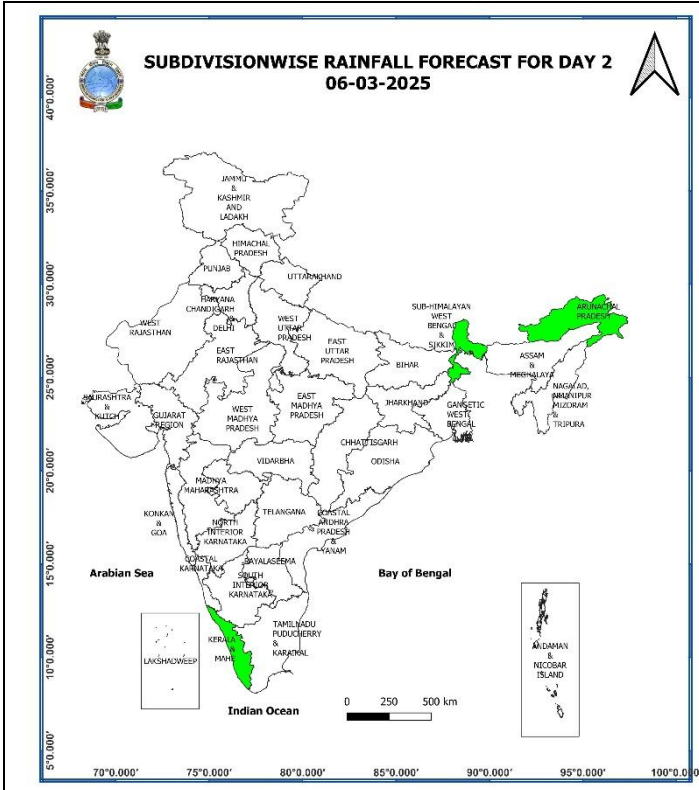 SUBDIVISIONWISE RAINFALL FORECAST FOR DAY 2
06-03-2025
40°0.000'
35°0.000'
30°0.000'
25°0.000'
20°0.000'
15°0.000'
10°0.000'
5°0.000'
JAMMU
&
KASHMIR
AND
LADAKH
HIMACHAL
PRADESH
PUNJAB
UTTARAKHAND
HARYANA
CHANDIGARH
&
DELHI
WEST
RAJASTHAN
WEST
UTTAR
PRADESH
EAST
RAJASTHAN
EAST
UTTAR
PRADESH
SUB-HIMALAYAN
WEST
BENGAL
&
SIKKIM
ARUNACHAL
PRADESH
BIHAR
ASSAM
&
MEGHALAYA
SAURASHTRA
&
KUTCH
GUJARAT
REGION
WEST
MADHYA
PRADESH
EAST
MADHYA
PRADESH
JHARKHAND
GANGETIC
WEST
BENGAL
MIZORAM
&
TRIPURA
CHHATTISGARH
ODISHA
VIDARBHA
MADHYA
MAHARASHTRA
KONKAN
&
GOA
TELANGANA
NORTH
INTERIOR
KARNATAKA
COASTAL
ANDHRA
PRADESH
&
YANAM
COASTAL
KARNATAKA
RAYALASEEMA
SOUTH
INTERIOR
KARNATAKA
Arabian Sea
Bay of Bengal
LAKSHADWEEP
KERALA
&
MAHE
TAMILNADU
PUDUCHERRY
&
KARAIKAL
ANDAMAN
&
NICOBAR
ISLAND
Indian Ocean
0 250 500 km
70°0.000' 75°0.000' 80°0.000' 85°0.000' 90°0.000' 95°0.000' 100°0.000'